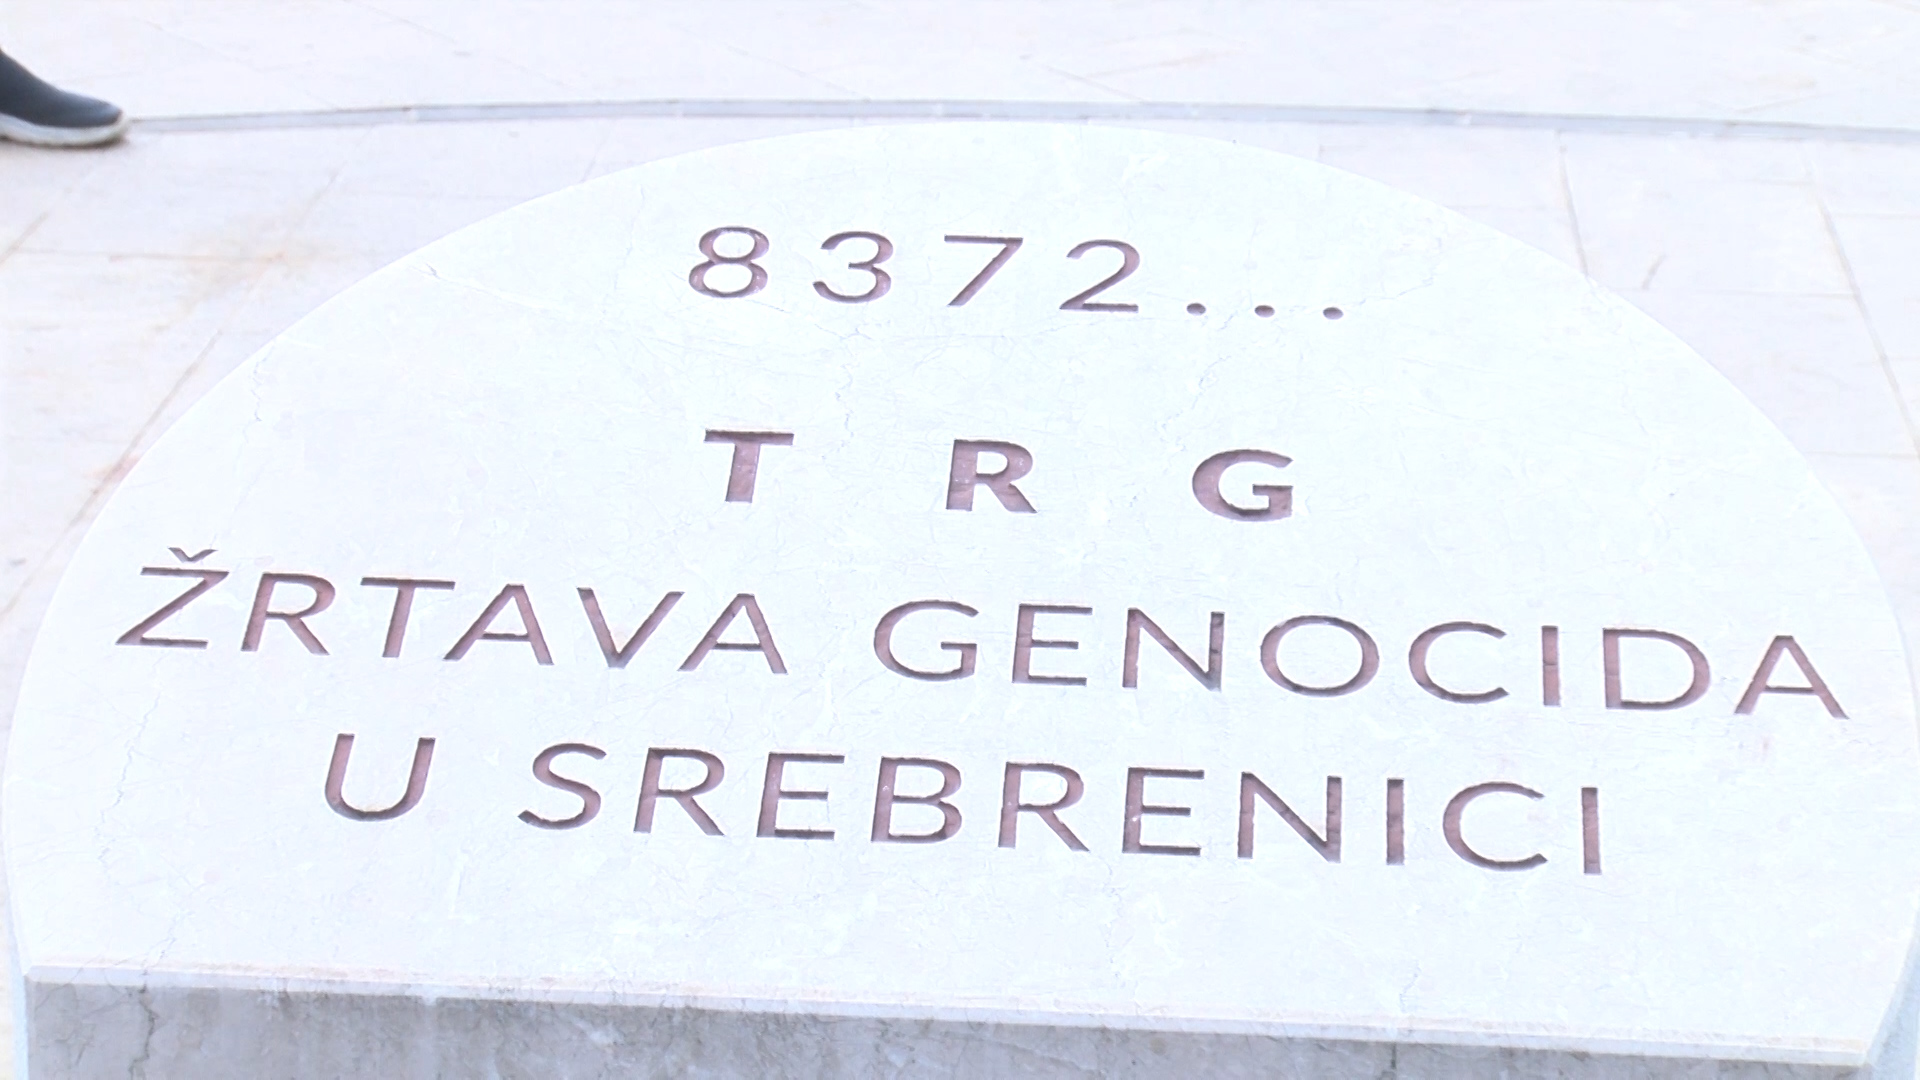 8372...
TRG
ŽRTAVA GENOCIDA
U SREBRENICI